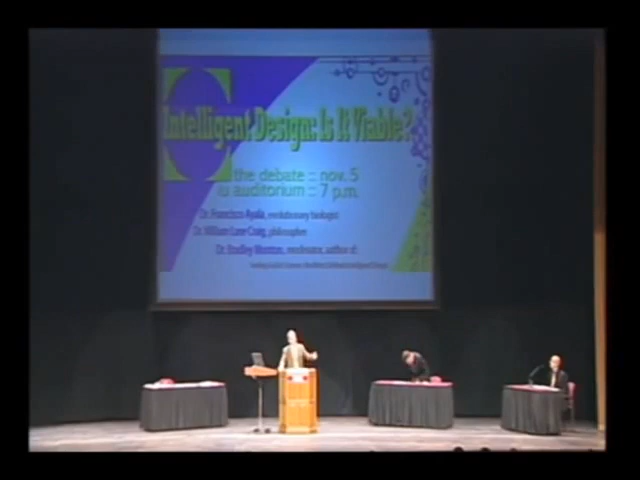 Intelligent Design: Is It Viable?
the debate :: nov. 5
iu auditorium :: 7 p.m.
Dr. Francisco Ayala, evolutionary biologist
Dr. William Lane Craig, philosopher
Dr. Bradley Monton, moderator, author of: